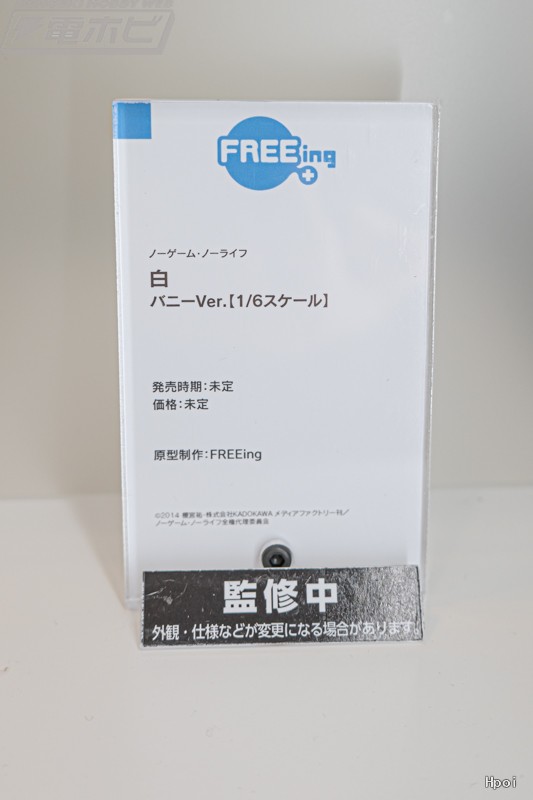 電ホビ
FREEing
ノーゲーム・ノーライフ
白
バニーVer.【1/6スケール】
発売時期:未定
価格:未定
原型制作:FREEing
©2014 榎宮祐・株式会社KADOKAWA メディアファクトリー刊/
ノーゲーム・ノーライフ全権代理委員会
監修中
外観・仕様などが変更になる場合があります。
Hpoi